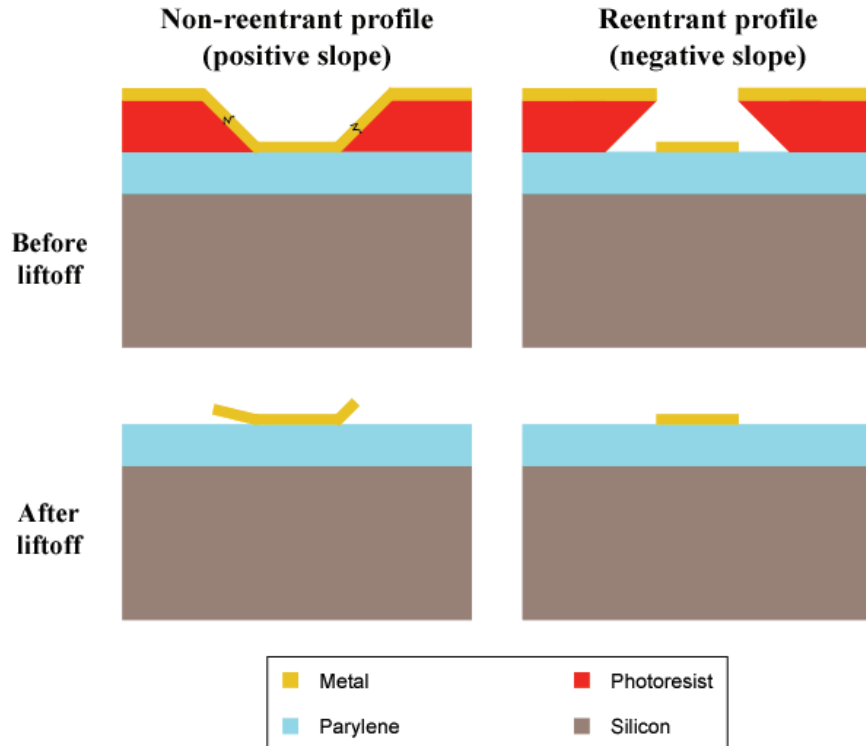 Non-reentrant profile
(positive slope)
Reentrant profile
(negative slope)
Before
liftoff
After
liftoff
Metal
Photoresist
Parylene
Silicon